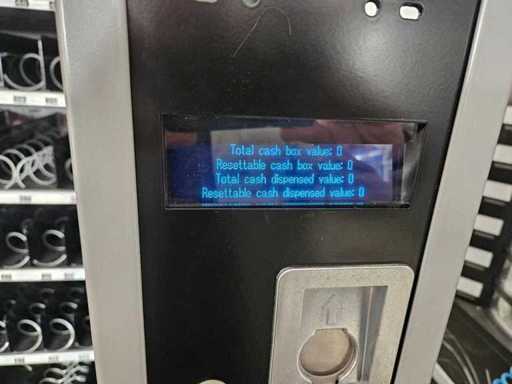 Total cash box value: 0
Resettable cash box value: 0
Total cash dispensed value: 0
Resettable cash dispensed value: 0